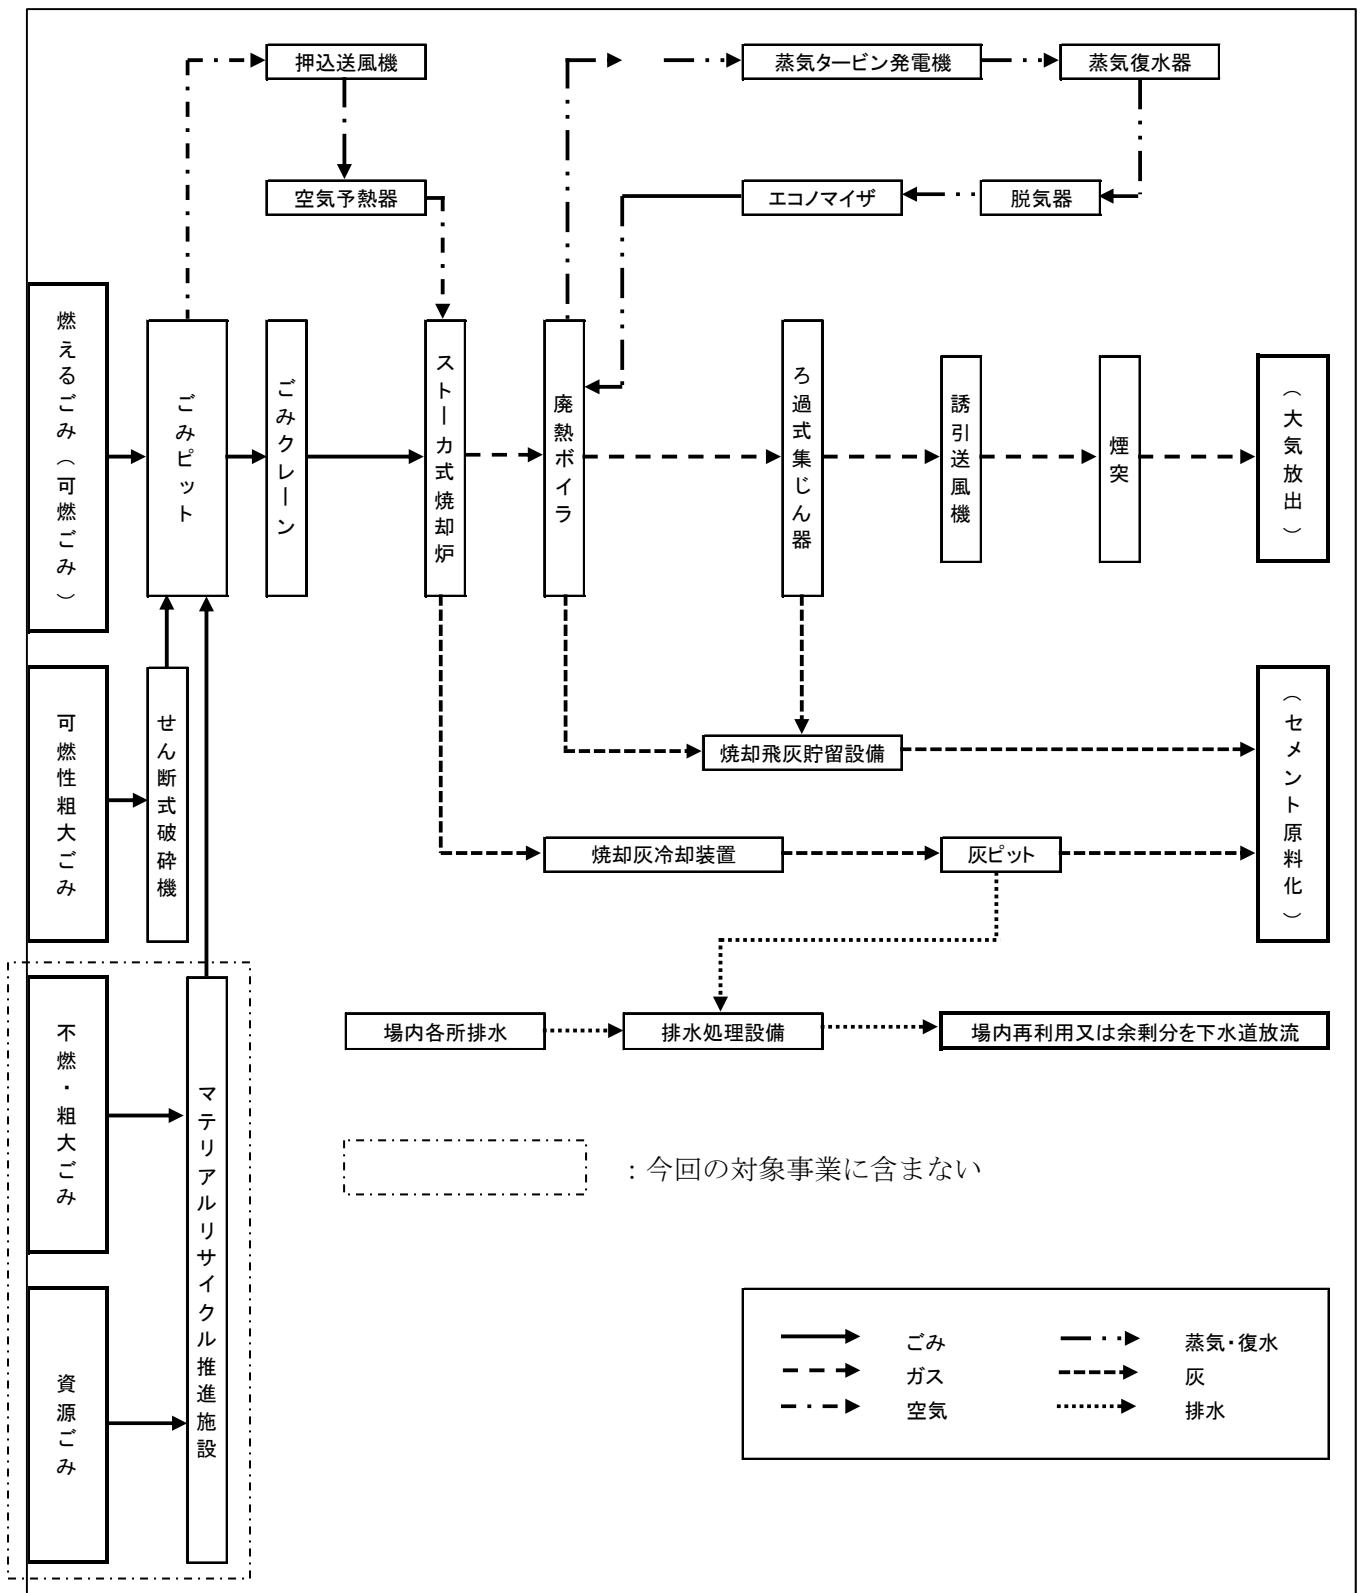 押込送風機
蒸気タービン発電機
蒸気復水器
空気予熱器
エコノマイザ
脱気器
燃えるごみ（可燃ごみ）
ごみピット
ごみクレーン
ストーカ式焼却炉
廃熱ボイラ
ろ過式集じん器
誘引送風機
煙突
（大気放出）
可燃性粗大ごみ
せん断式破砕機
焼却飛灰貯留設備
（セメント原料化）
焼却灰冷却装置
灰ピット
不燃・粗大ごみ
マテリアルリサイクル推進施設
場内各所排水
排水処理設備
場内再利用又は余剰分を下水道放流
：今回の対象事業に含まない
資源ごみ
ごみ
蒸気・復水
ガス
灰
空気
排水